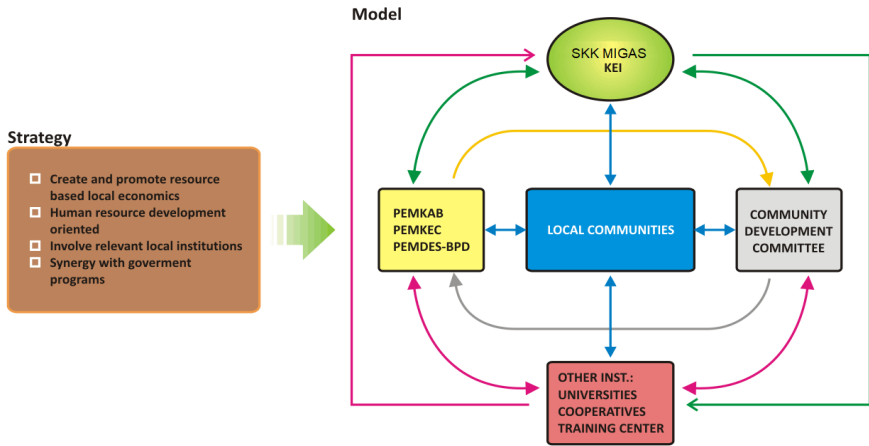 Model
SKK MIGAS
KEI
Strategy
Create and promote resource
based local economics
Human resource development
oriented
Involve relevant local institutions
Synergy with goverment
programs
PEMKAB
PEMKEC
PEMDES-BPD
LOCAL COMMUNITIES
COMMUNITY
DEVELOPMENT
COMMITTEE
OTHER INST.:
UNIVERSITIES
COOPERATIVES
TRAINING CENTER